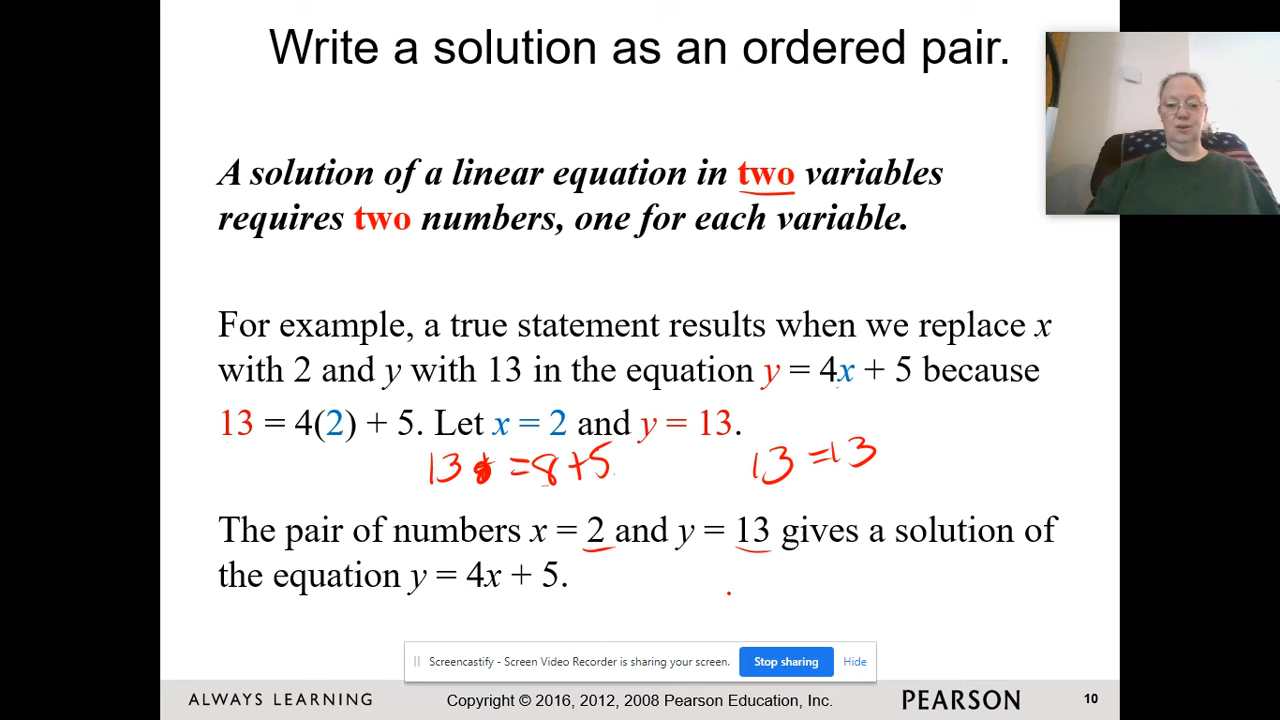 Write a solution as an ordered pair.
A solution of a linear equation in two variables
requires two numbers, one for each variable.
For example, a true statement results when we replace x
with 2 and y with 13 in the equation y = 4x + 5 because
13 = 4(2) + 5. Let x = 2 and y = 13.
13 = 8 + 5 13 = 13
The pair of numbers x = 2 and y = 13 gives a solution of
the equation y = 4x + 5.
Screencastify - Screen Video Recorder is sharing your screen. Stop sharing Hide
ALWAYS LEARNING Copyright © 2016, 2012, 2008 Pearson Education, Inc. PEARSON 10